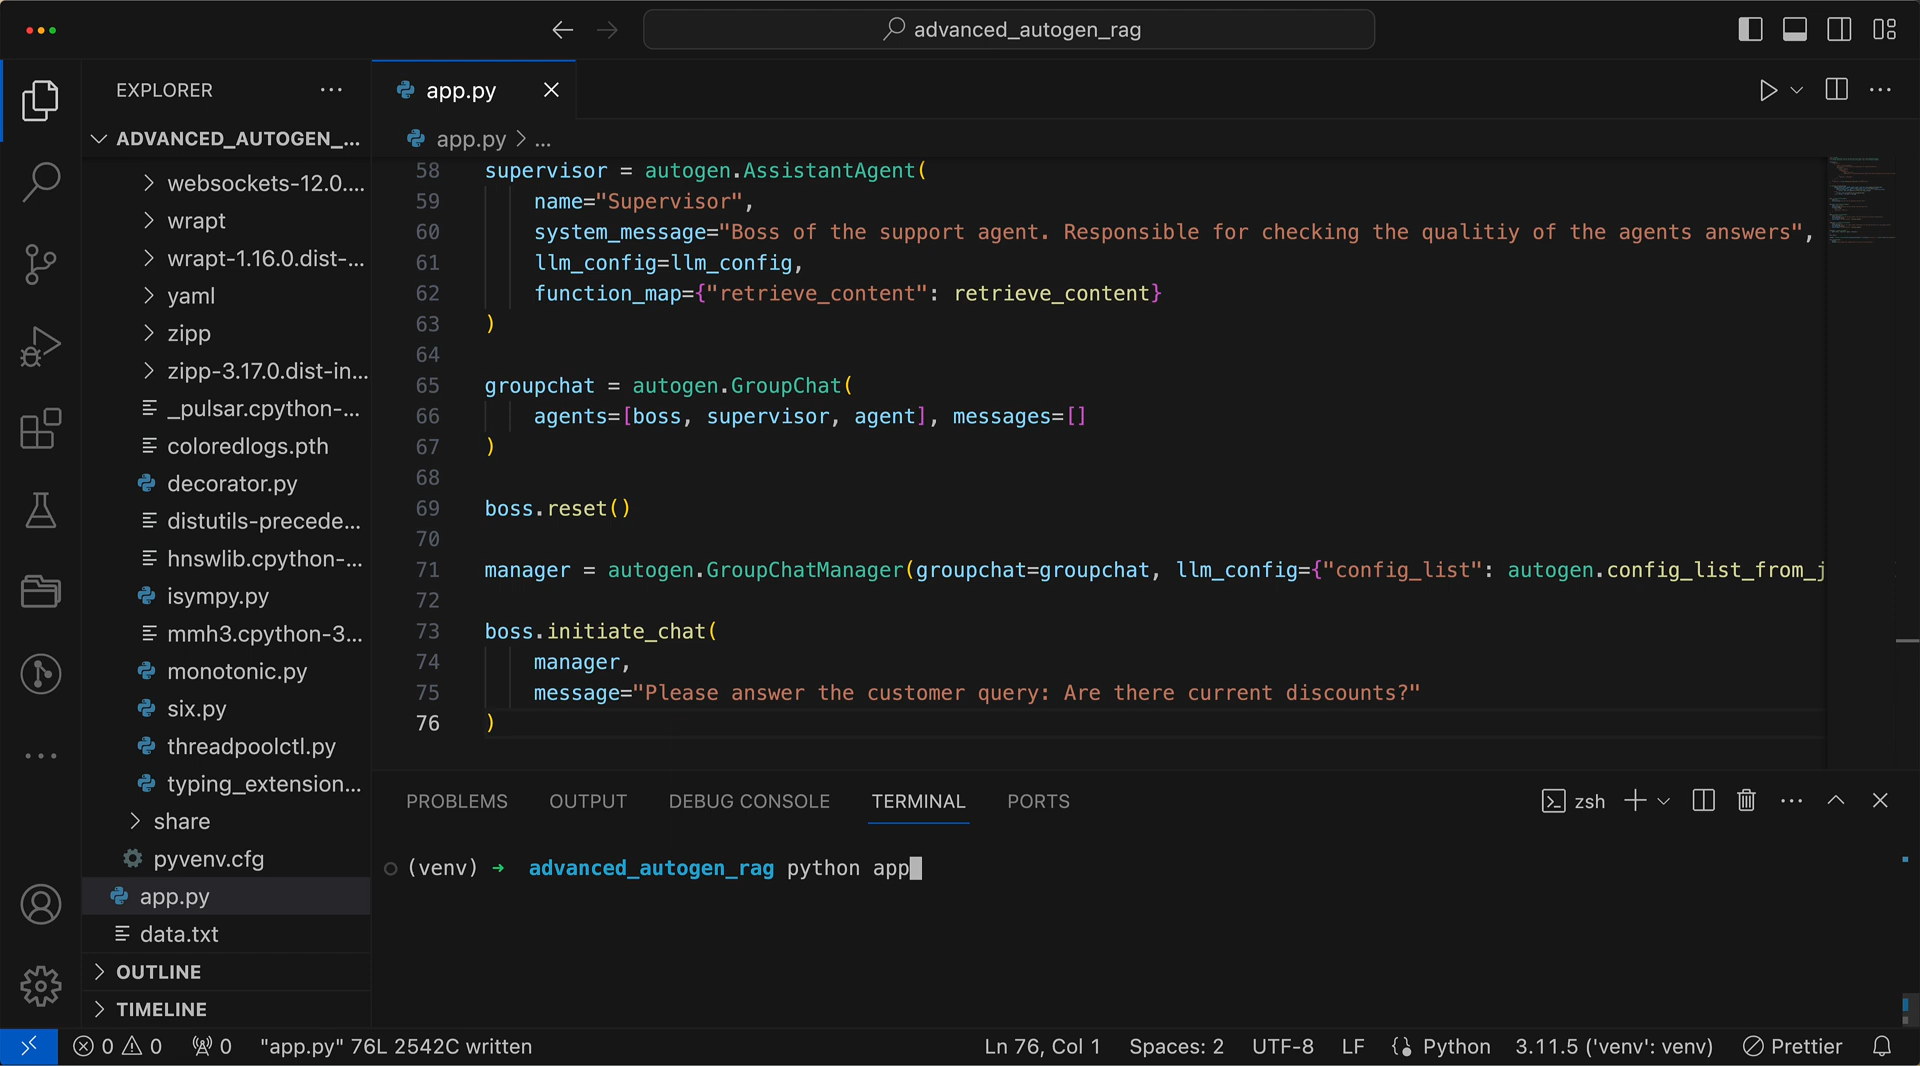 advanced_autogen_rag
EXPLORER
ADVANCED_AUTOGEN_...
websockets-12.0....
wrapt
wrapt-1.16.0.dist-...
yaml
zipp
zipp-3.17.0.dist-in...
_pulsar.cpython-...
coloredlogs.pth
decorator.py
distutils-precede...
hnswlib.cpython-...
isympy.py
mmh3.cpython-3...
monotonic.py
six.py
threadpoolctl.py
typing_extension...
share
pyvenv.cfg
app.py
data.txt
OUTLINE
TIMELINE
app.py
app.py > ...
58 supervisor = autogen.AssistantAgent(
59 name="Supervisor",
60 system_message="Boss of the support agent. Responsible for checking the qualitiy of the agents answers",
61 llm_config=llm_config,
62 function_map={"retrieve_content": retrieve_content}
63 )
64
65 groupchat = autogen.GroupChat(
66 agents=[boss, supervisor, agent], messages=[]
67 )
68
69 boss.reset()
70
71 manager = autogen.GroupChatManager(groupchat=groupchat, llm_config={"config_list": autogen.config_list_from_j
72
73 boss.initiate_chat(
74 manager,
75 message="Please answer the customer query: Are there current discounts?"
76 )
PROBLEMS OUTPUT DEBUG CONSOLE TERMINAL PORTS zsh
(venv) → advanced_autogen_rag python app
0 0 0 "app.py" 76L 2542C written Ln 76, Col 1 Spaces: 2 UTF-8 LF Python 3.11.5 ('venv': venv) Prettier